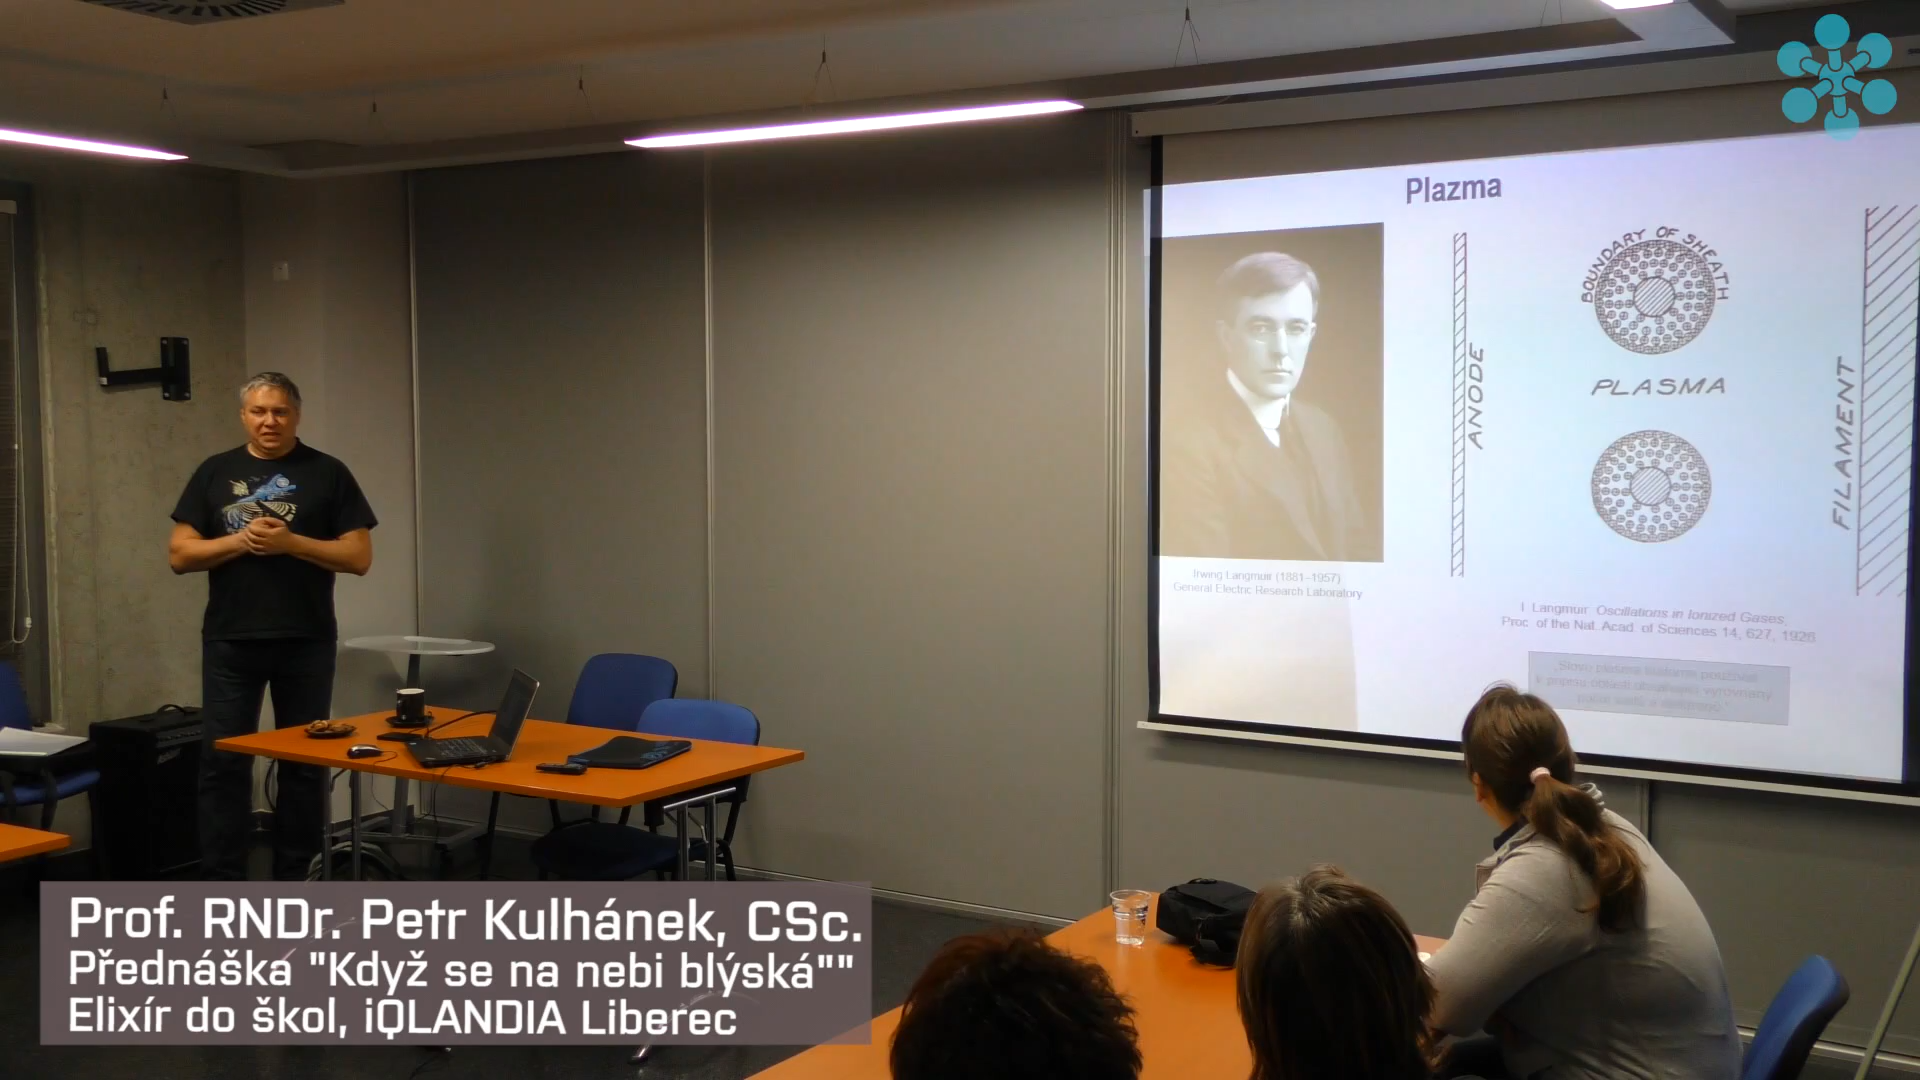 Plazma
BOUNDARY OF SHEATH
ANODE
PLASMA
FILAMENT
Irwing Langmuir (1881–1957)
General Electric Research Laboratory
I. Langmuir: Oscillations in Ionized Gases,
Proc. of the Nat. Acad. of Sciences 14, 627, 1928
Prof. RNDr. Petr Kulhánek, CSc.
Přednáška "Když se na nebi blýská""
Elixír do škol, iQLANDIA Liberec